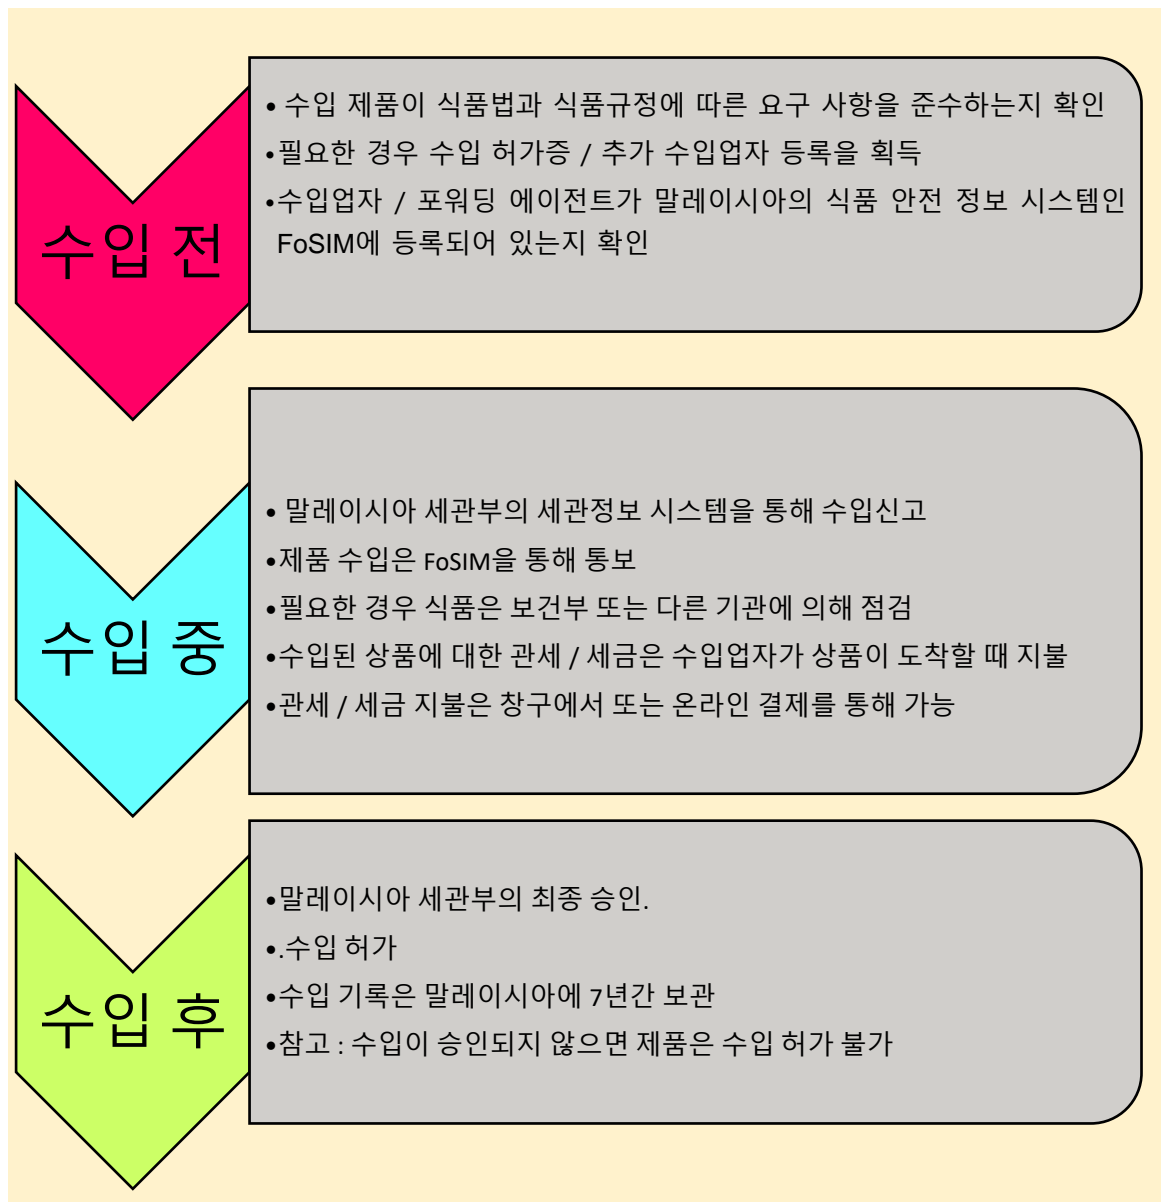 수입 전
• 수입 제품이 식품법과 식품규정에 따른 요구 사항을 준수하는지 확인
•필요한 경우 수입 허가증 / 추가 수입업자 등록을 획득
•수입업자 / 포워딩 에이전트가 말레이시아의 식품 안전 정보 시스템인
FoSIM에 등록되어 있는지 확인
수입 중
• 말레이시아 세관부의 세관정보 시스템을 통해 수입신고
•제품 수입은 FoSIM을 통해 통보
•필요한 경우 식품은 보건부 또는 다른 기관에 의해 점검
•수입된 상품에 대한 관세 / 세금은 수입업자가 상품이 도착할 때 지불
•관세 / 세금 지불은 창구에서 또는 온라인 결제를 통해 가능
수입 후
•말레이시아 세관부의 최종 승인.
•.수입 허가
•수입 기록은 말레이시아에 7년간 보관
•참고 : 수입이 승인되지 않으면 제품은 수입 허가 불가